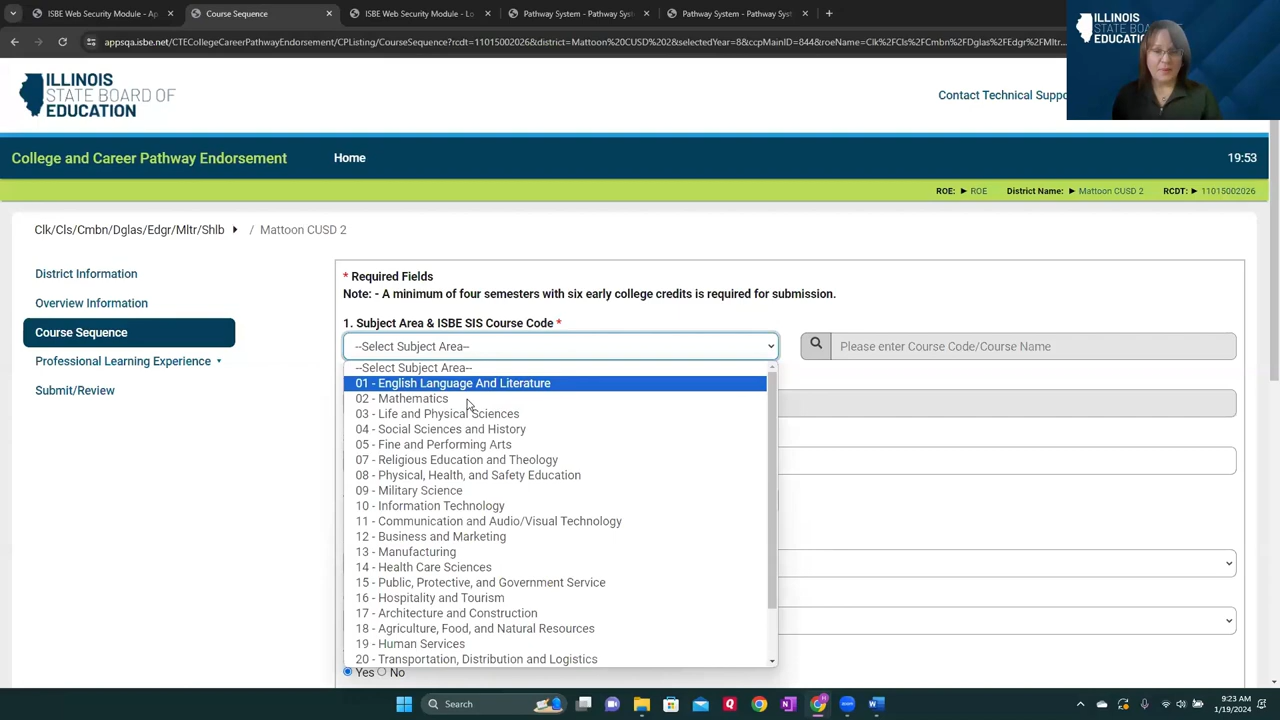 ISBE Web Security Module - Ap
Course Sequence
ISBE Web Security Module - Lo
Pathway System - Pathway Sys
Pathway System - Pathway Sys
appsqa.isbe.net/CTECollegeCareerPathwayEndorsement/CPListing/CourseSequence?rcdt=11015002026&district=Mattoon%20CUSD%202&selectedYear=8&ccpMainID=844&roeName=Clk%2FCls%2FCmbn%2FDglas%2FEdgr%2FMltr...
ILLINOIS
STATE BOARD OF
EDUCATION
ILLINOIS
STATE BOARD OF
EDUCATION
Contact Technical Suppo
College and Career Pathway Endorsement
Home
19:53
ROE: ▶ ROE District Name: ▶ Mattoon CUSD 2 RCDT: ▶ 11015002026
Clk/Cls/Cmbn/Dglas/Edgr/Mltr/Shlb ▶ / Mattoon CUSD 2
District Information
Overview Information
Course Sequence
Professional Learning Experience
Submit/Review
* Required Fields
Note: - A minimum of four semesters with six early college credits is required for submission.
1. Subject Area & ISBE SIS Course Code *
--Select Subject Area--
Please enter Course Code/Course Name
--Select Subject Area--
01 - English Language And Literature
02 - Mathematics
03 - Life and Physical Sciences
04 - Social Sciences and History
05 - Fine and Performing Arts
07 - Religious Education and Theology
08 - Physical, Health, and Safety Education
09 - Military Science
10 - Information Technology
11 - Communication and Audio/Visual Technology
12 - Business and Marketing
13 - Manufacturing
14 - Health Care Sciences
15 - Public, Protective, and Government Service
16 - Hospitality and Tourism
17 - Architecture and Construction
18 - Agriculture, Food, and Natural Resources
19 - Human Services
20 - Transportation, Distribution and Logistics
Yes No
Search
9:23 AM
1/19/2024